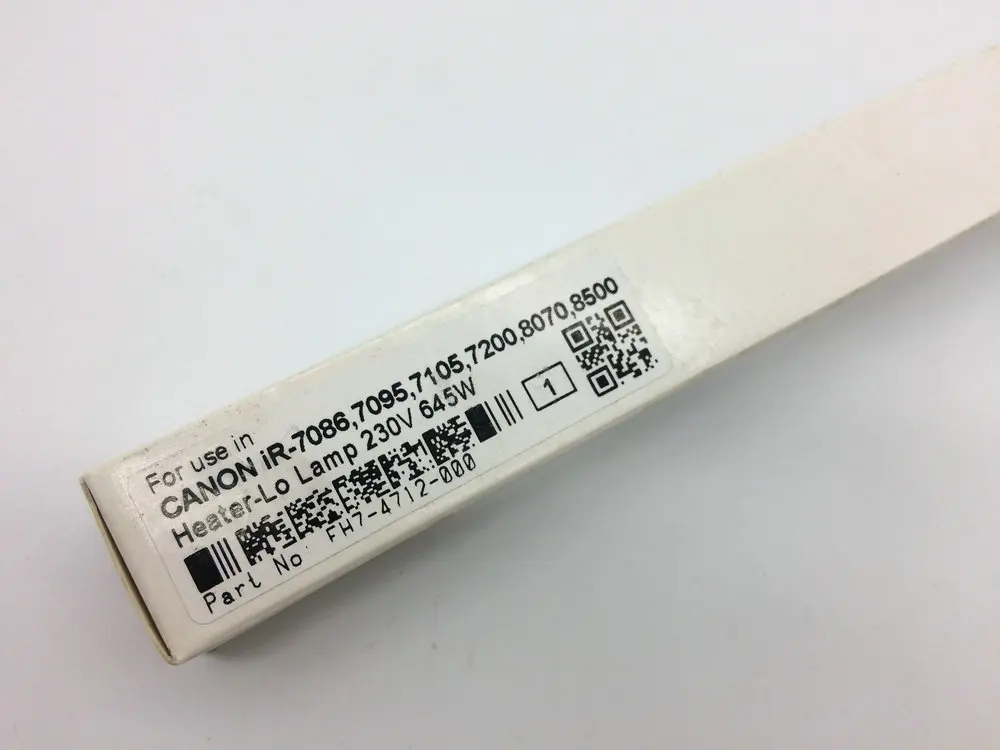 For use in
CANON iR-7086,7095,7105,7200,8070,8500
Heater-Lo Lamp 230V 645W
1
Part No FH7-4712-000